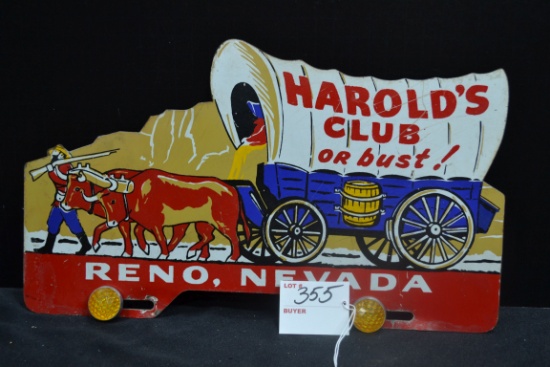 HAROLD'S
CLUB
OR bust!
RENO, NEVADA
LOT # 355
BUYER